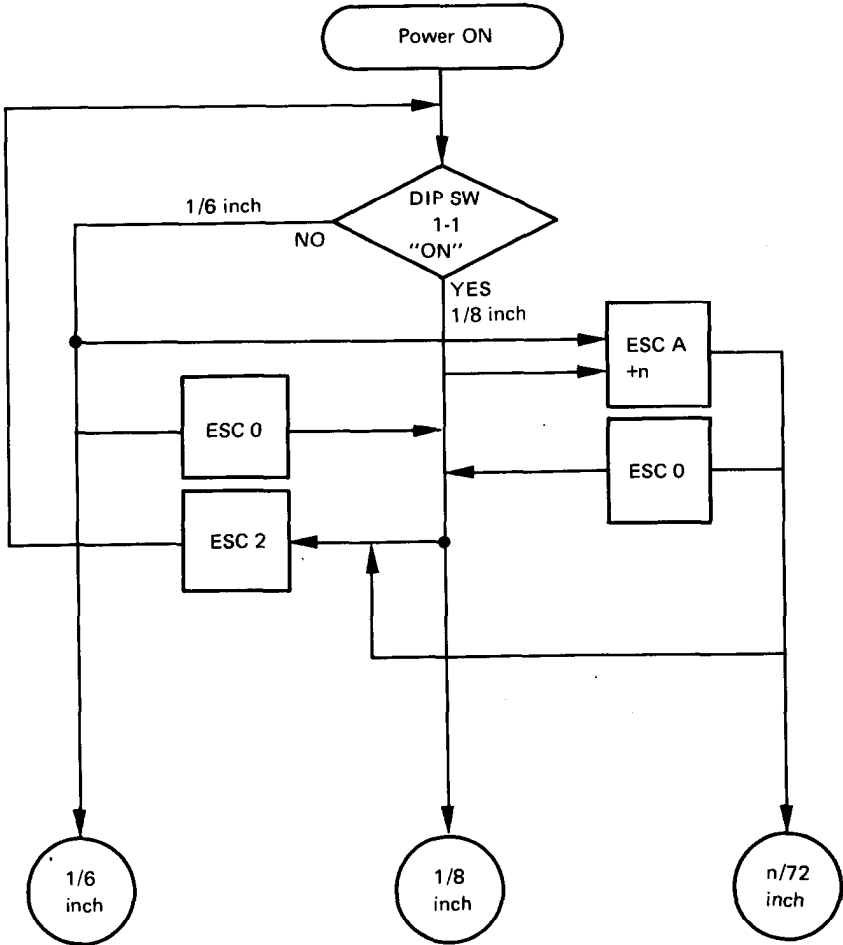 Power ON
DIP SW
1-1
"ON"
1/6 inch
NO
YES
1/8 inch
ESC A
+n
ESC 0
ESC 0
ESC 2
1/6
inch
1/8
inch
n/72
inch